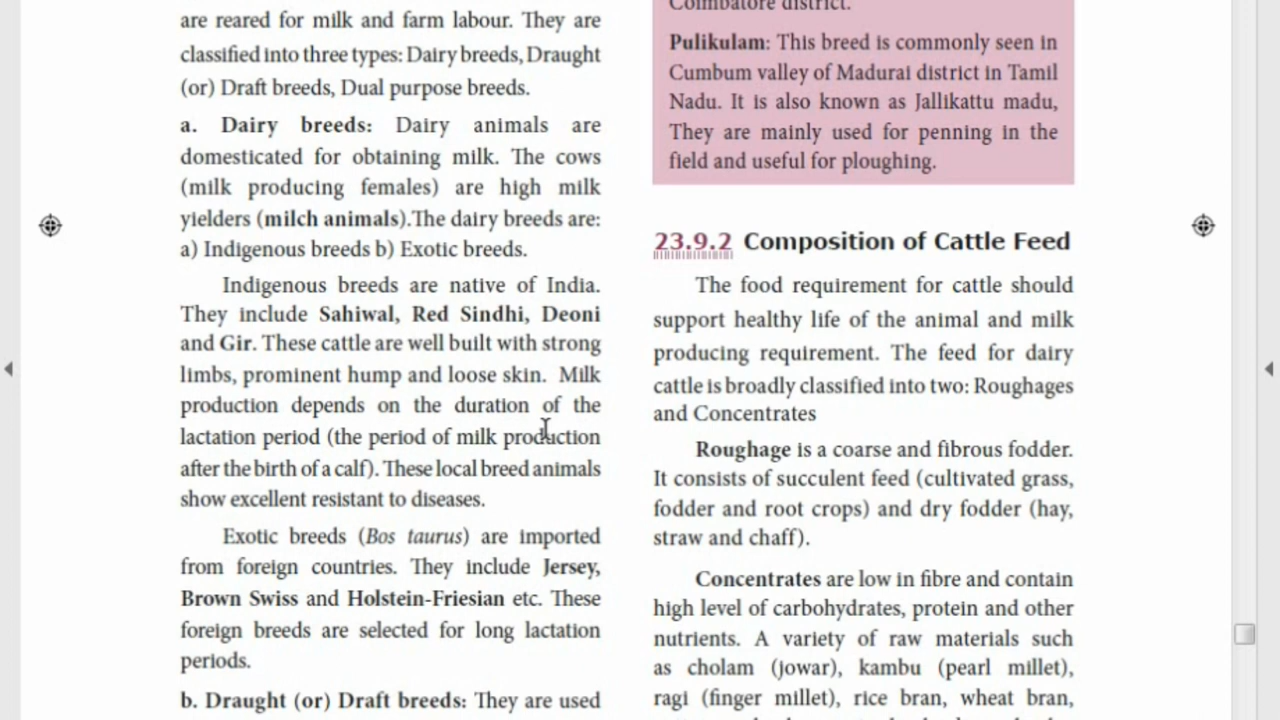 are reared for milk and farm labour. They are
classified into three types: Dairy breeds, Draught
(or) Draft breeds, Dual purpose breeds.
a. Dairy breeds: Dairy animals are
domesticated for obtaining milk. The cows
(milk producing females) are high milk
yielders (milch animals).The dairy breeds are:
a) Indigenous breeds b) Exotic breeds.
Indigenous breeds are native of India.
They include Sahiwal, Red Sindhi, Deoni
and Gir. These cattle are well built with strong
limbs, prominent hump and loose skin. Milk
production depends on the duration of the
lactation period (the period of milk production
after the birth of a calf). These local breed animals
show excellent resistant to diseases.
Exotic breeds (Bos taurus) are imported
from foreign countries. They include Jersey,
Brown Swiss and Holstein-Friesian etc. These
foreign breeds are selected for long lactation
periods.
b. Draught (or) Draft breeds: They are used
Coimbatore district.
Pulikulam: This breed is commonly seen in
Cumbum valley of Madurai district in Tamil
Nadu. It is also known as Jallikattu madu,
They are mainly used for penning in the
field and useful for ploughing.
23.9.2 Composition of Cattle Feed
The food requirement for cattle should
support healthy life of the animal and milk
producing requirement. The feed for dairy
cattle is broadly classified into two: Roughages
and Concentrates
Roughage is a coarse and fibrous fodder.
It consists of succulent feed (cultivated grass,
fodder and root crops) and dry fodder (hay,
straw and chaff).
Concentrates are low in fibre and contain
high level of carbohydrates, protein and other
nutrients. A variety of raw materials such
as cholam (jowar), kambu (pearl millet),
ragi (finger millet), rice bran, wheat bran,